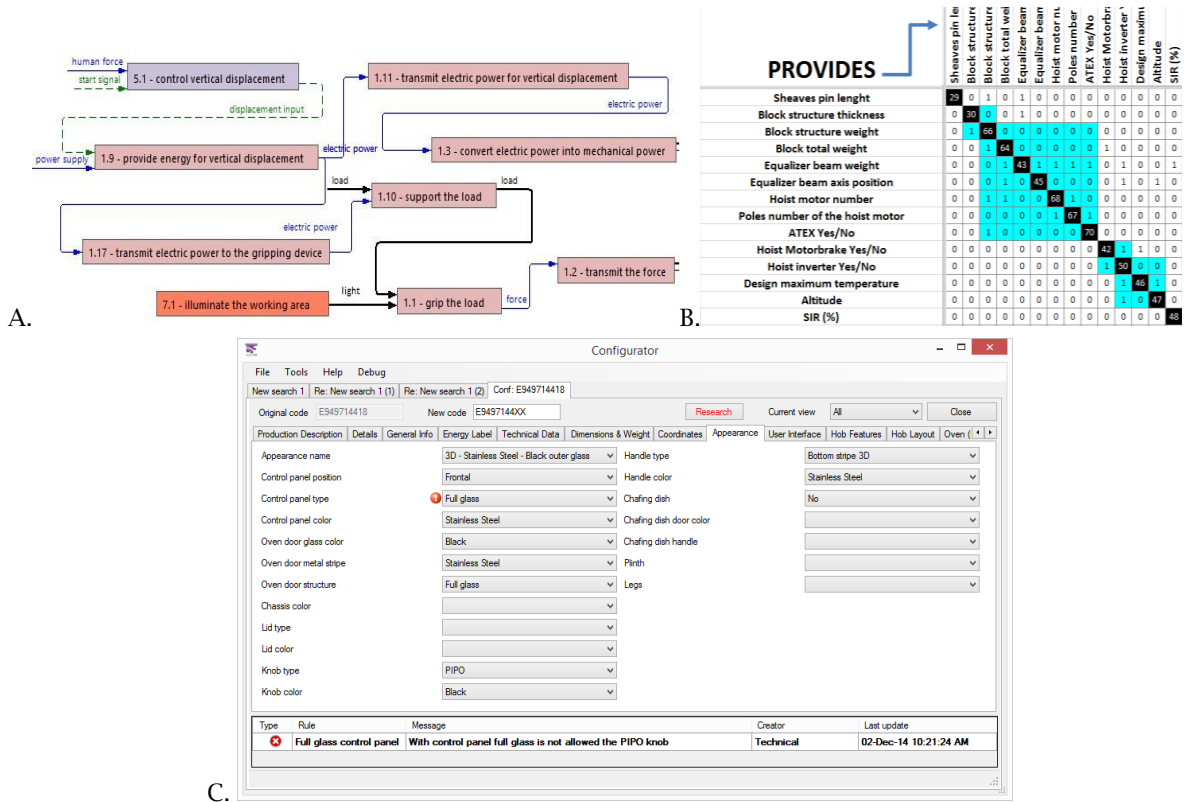 human force
start signal
5.1 - control vertical displacement
displacement input
power supply
1.9 - provide energy for vertical displacement
electric power
1.11 - transmit electric power for vertical displacement
electric power
1.3 - convert electric power into mechanical power
load
load
1.10 - support the load
electric power
1.17 - transmit electric power to the gripping device
1.2 - transmit the force
7.1 - illuminate the working area
light
1.1 - grip the load
force
A.
PROVIDES
Sheaves pin
Block structure
Block structure
Block total
Equalizer beam
Equalizer beam
Hoist motor
Poles number
ATEX Yes/No
Hoist Motorbr
Hoist inverter
Design
Altitude
SIR (%)
Sheaves pin lenght 29 0 1 0 1 0 0 0 0 0 0 0 0 0
Block structure thickness 0 30 0 0 1 0 0 0 0 0 0 0 0 0
Block structure weight 0 1 66 0 0 0 0 0 0 0 0 0 0 0
Block total weight 0 0 1 64 0 0 0 0 0 1 0 0 0 0
Equalizer beam weight 0 0 0 1 43 1 1 1 1 0 1 0 0 1
Equalizer beam axis position 0 0 0 1 0 45 0 0 0 0 1 0 1 0
Hoist motor number 0 0 1 1 0 0 68 1 0 0 0 0 0 0
Poles number of the hoist motor 0 0 0 0 0 0 1 67 1 0 0 0 0 0
ATEX Yes/No 0 0 1 0 0 0 0 0 70 0 0 0 0 0
Hoist Motorbrake Yes/No 0 0 0 0 0 0 0 0 0 42 1 1 0 0
Hoist inverter Yes/No 0 0 0 0 0 0 0 0 0 1 50 0 0 0
Design maximum temperature 0 0 0 0 0 0 0 0 0 0 1 46 1 0
Altitude 0 0 0 0 0 0 0 0 0 0 1 0 47 0
SIR (%) 0 0 0 0 0 0 0 0 0 0 0 0 0 48
B.
Configurator
File Tools Help Debug
New search 1 Re: New search 1 (1) Re: New search 1 (2) Conf: E949714418
Original code E949714418 New code E9497144XX Research Current view All Close
Production Description Details General Info Energy Label Technical Data Dimensions & Weight Coordinates Appearance User Interface Hob Features Hob Layout Oven (
Appearance name 3D - Stainless Steel - Black outer glass Handle type Bottom stripe 3D
Control panel position Frontal Handle color Stainless Steel
Control panel type Full glass Chafing dish No
Control panel color Stainless Steel Chafing dish door color
Oven door glass color Black Chafing dish handle
Oven door metal stripe Stainless Steel Plinth
Oven door structure Full glass Legs
Chassis color
Lid type
Lid color
Knob type PIPO
Knob color Black
Type Rule Message Creator Last update
Full glass control panel With control panel full glass is not allowed the PIPO knob Technical 02-Dec-14 10:21:24 AM
C.